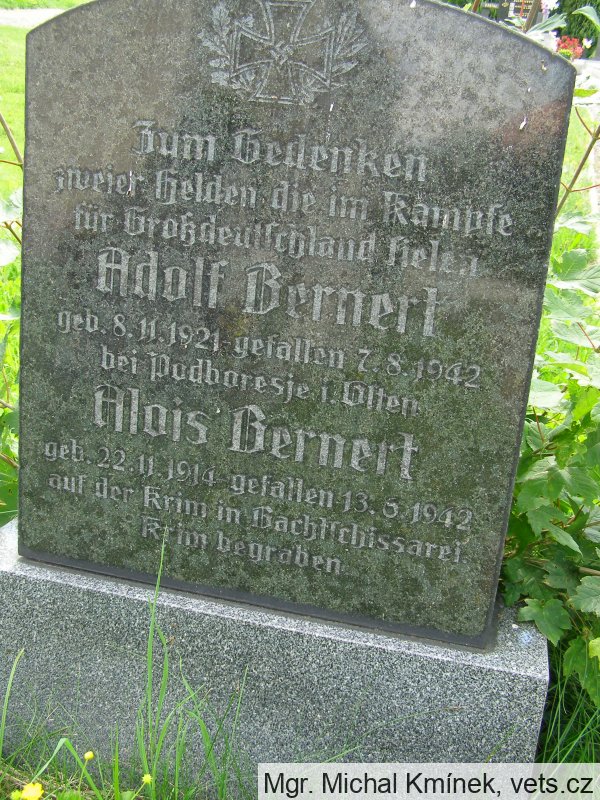 Zum Gedenken
zweier Helden die im Kampfe
für Großdeutschland fielen
Adolf Bernert
geb. 8.11.1921 gefallen 7.8.1942
bei Podbaresje i. Osten
Alois Bernert
geb. 22.11.1914 gefallen 13.6.1942
auf der Krim in Bachtschissarei
Krim begraben.
Mgr. Michal Kmínek, vets.cz